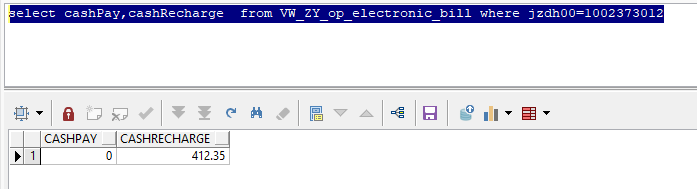 select cashPay,cashRecharge  from VW_ZY_op_electronic_bill where jzdh00=1002373012
CASHPAY CASHRECHARGE
1 0 412.35